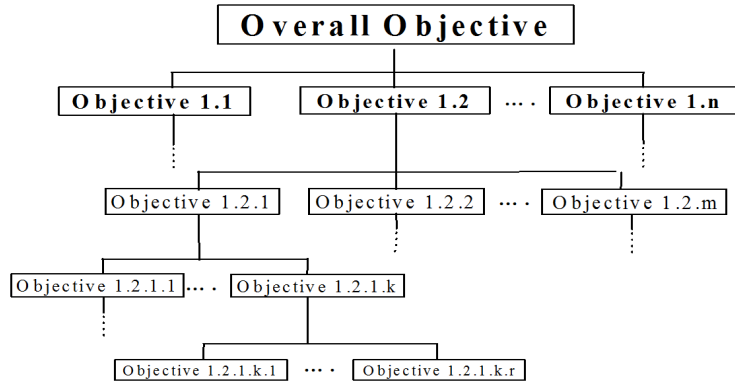 Overall Objective
Objective 1.1 Objective 1.2 .... Objective 1.n
Objective 1.2.1 Objective 1.2.2 .... Objective 1.2.m
Objective 1.2.1.1 .... Objective 1.2.1.k
Objective 1.2.1.k.1 .... Objective 1.2.1.k.r